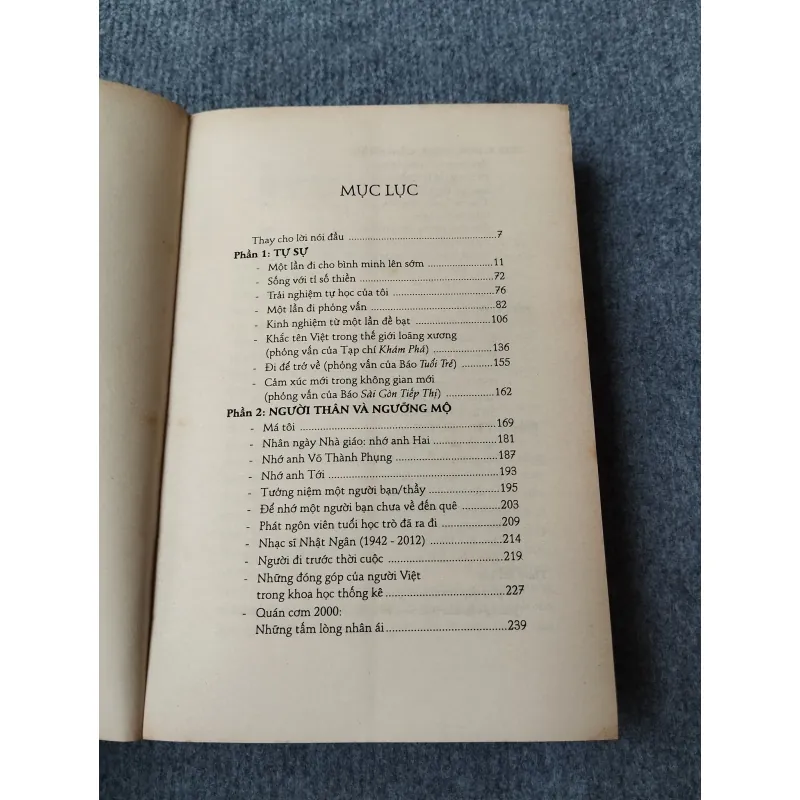 MỤC LỤC
Thay cho lời nói đầu ........ 7
Phần 1: TỰ SỰ
- Một lần đi cho bình minh lên sớm ........ 11
- Sống với tỉ số thiền ........ 72
- Trải nghiệm tự học của tôi ........ 76
- Một lần đi phỏng vấn ........ 82
- Kinh nghiệm từ một lần đề bạt ........ 106
- Khắc tên Việt trong thế giới loãng xương
(phỏng vấn của Tạp chí Khám Phá) ........ 136
- Đi để trở về (phỏng vấn của Báo Tuổi Trẻ) ........ 155
- Cảm xúc mới trong không gian mới
(phỏng vấn của Báo Sài Gòn Tiếp Thị) ........ 162
Phần 2: NGƯỜI THÂN VÀ NGƯỠNG MỘ
- Má tôi ........ 169
- Nhân ngày Nhà giáo: nhớ anh Hai ........ 181
- Nhớ anh Võ Thành Phụng ........ 187
- Nhớ anh Tới ........ 193
- Tưởng niệm một người bạn/thầy ........ 195
- Để nhớ một người bạn chưa về đến quê ........ 203
- Phát ngôn viên tuổi học trò đã ra đi ........ 209
- Nhạc sĩ Nhật Ngân (1942 - 2012) ........ 214
- Người đi trước thời cuộc ........ 219
- Những đóng góp của người Việt
trong khoa học thống kê ........ 227
- Quán cơm 2000:
Những tấm lòng nhân ái ........ 239